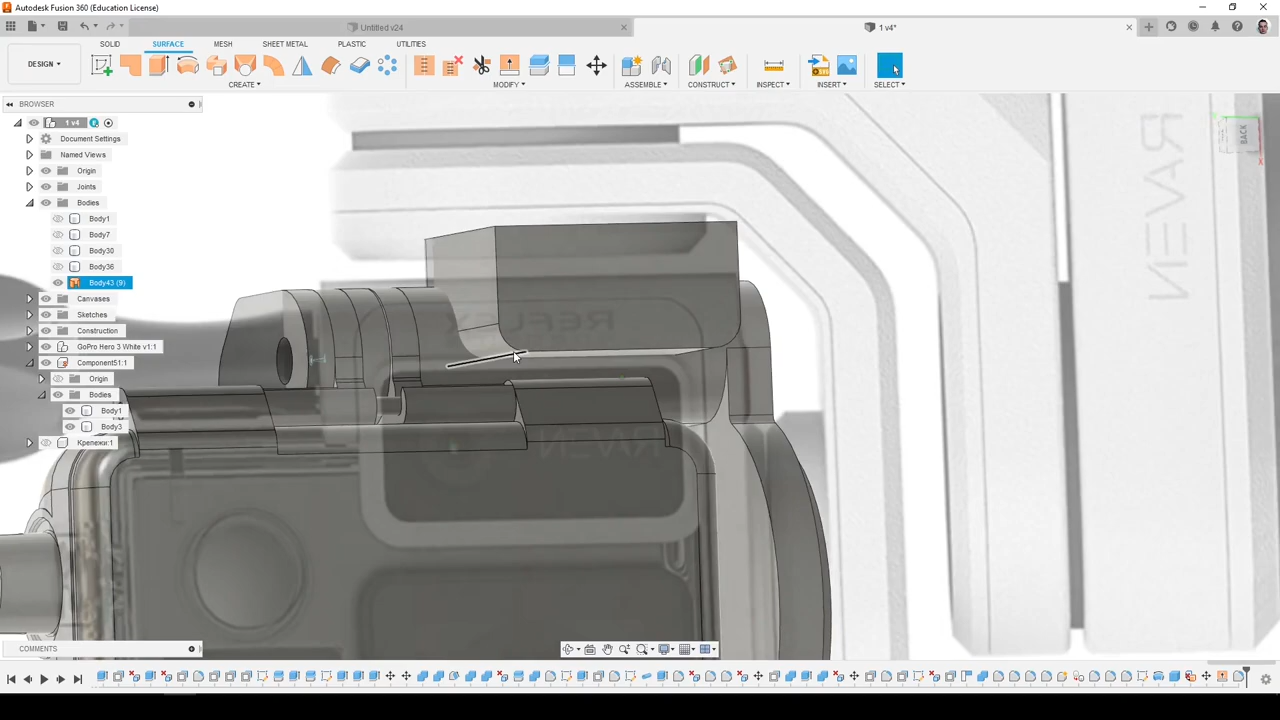 Autodesk Fusion 360 (Education License)
Untitled v24
1 v4*
SOLID
SURFACE
MESH
SHEET METAL
PLASTIC
UTILITIES
DESIGN
CREATE
MODIFY
ASSEMBLE
CONSTRUCT
INSPECT
INSERT
SELECT
BROWSER
1 v4
Document Settings
Named Views
Origin
Joints
Bodies
Body1
Body7
Body30
Body36
Body43 (9)
Canvases
Sketches
Construction
GoPro Hero 3 White v1:1
Component51:1
Origin
Bodies
Body1
Body3
Крепежи:1
BACK
RAVEN
REFLEX
RAVEN
COMMENTS